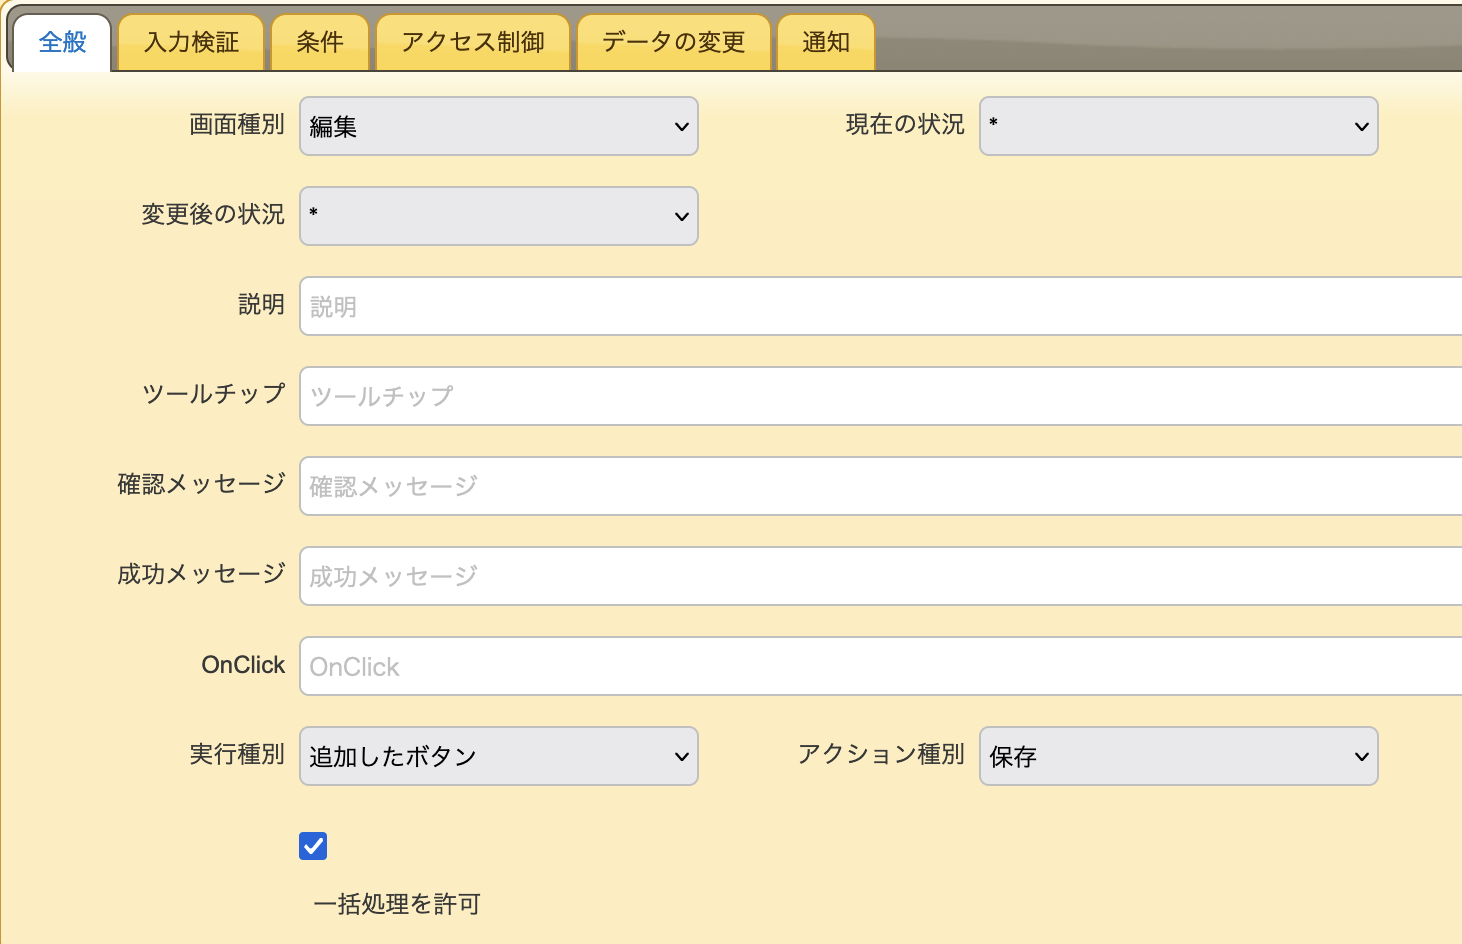 全般 入力検証 条件 アクセス制御 データの変更 通知
画面種別 編集 現在の状況 *
変更後の状況 *
説明 説明
ツールチップ ツールチップ
確認メッセージ 確認メッセージ
成功メッセージ 成功メッセージ
OnClick OnClick
実行種別 追加したボタン アクション種別 保存
一括処理を許可